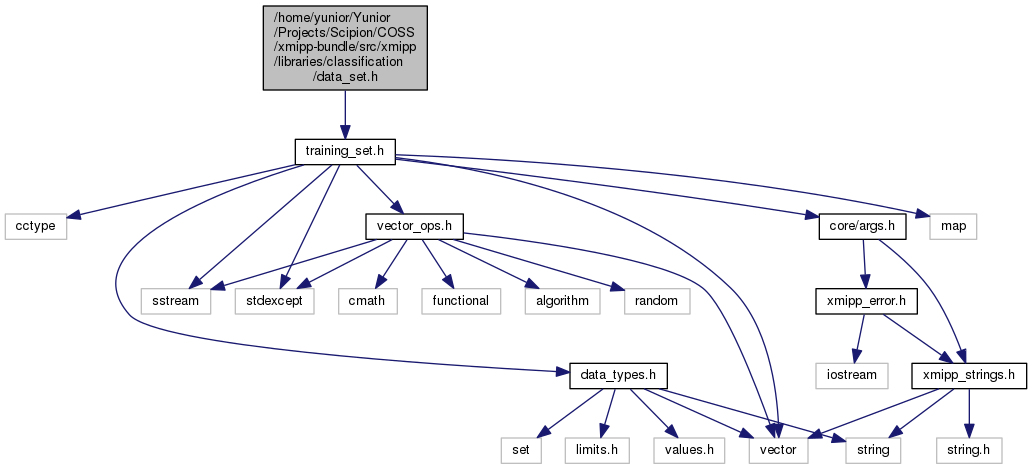 /home/yunior/Yunior
/Projects/Scipion/COSS
/xmipp-bundle/src/xmipp
/libraries/classification
/data_set.h
training_set.h
cctype
vector_ops.h
core/args.h
map
sstream
stdexcept
cmath
functional
algorithm
random
xmipp_error.h
iostream
data_types.h
xmipp_strings.h
set
limits.h
values.h
vector
string
string.h